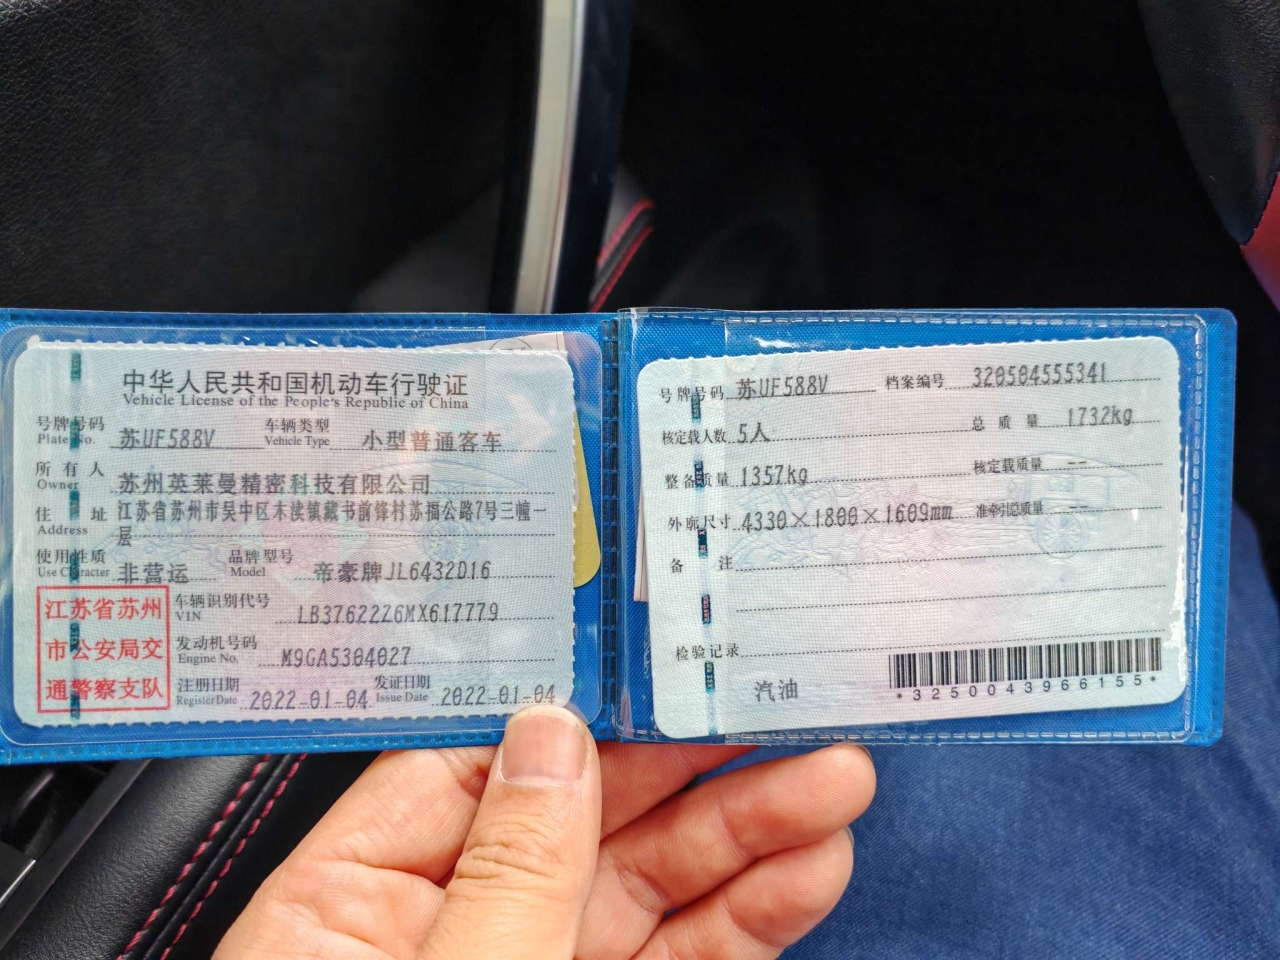 中华人民共和国机动车行驶证
Vehicle License of the People's Republic of China
号牌号码 苏UF588V 车辆类型 小型普通客车
Plate No. Vehicle Type
所有人 苏州英莱曼精密科技有限公司
Owner
住址 江苏省苏州市吴中区木渎镇藏书前锋村苏福公路7号三幢一
Address 层
使用性质 非营运 品牌型号 帝豪牌JL6432D16
Use Character Model
江苏省苏州
市公安局交
通警察支队
车辆识别代号 LB37622Z6MX617779
VIN
发动机号码 M9GA5304027
Engine No.
注册日期 2022-01-04 发证日期 2022-01-04
Register Date Issue Date
号牌号码 苏UF588V 档案编号 320504555341
核定载人数 5人 总质量 1732kg
整备质量 1357kg 核定载质量 --
外廓尺寸 4330×1800×1609mm 准牵引总质量 --
备注
检验记录
汽油
*3250043966155*